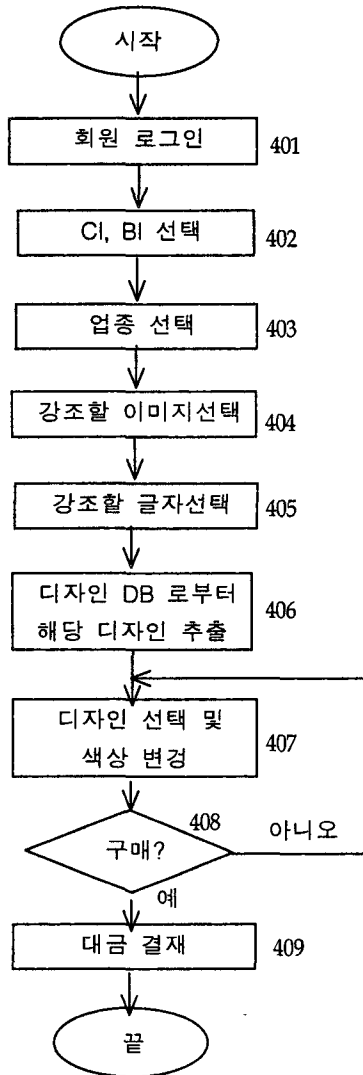 시작
회원 로그인 401
CI, BI 선택 402
업종 선택 403
강조할 이미지선택 404
강조할 글자선택 405
디자인 DB 로부터
해당 디자인 추출 406
디자인 선택 및
색상 변경 407
408
구매? 아니오
예
대금 결재 409
끝